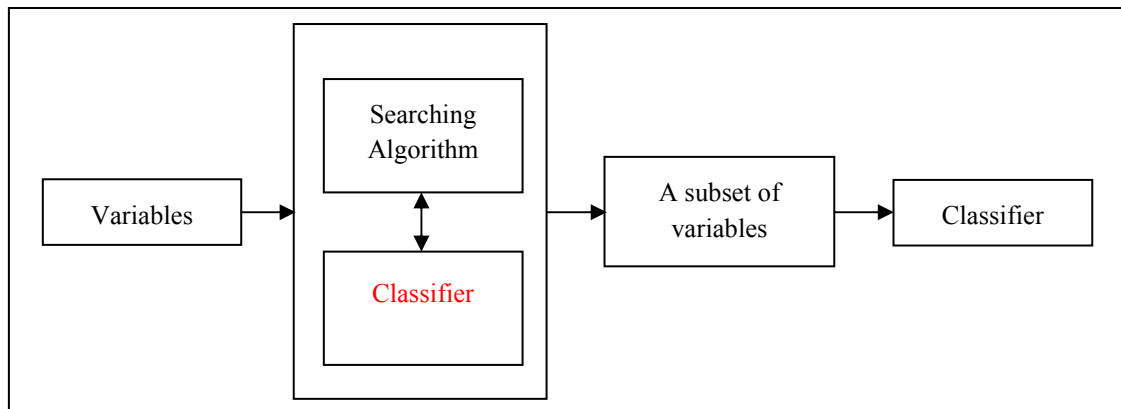 Variables
Searching
Algorithm
Classifier
A subset of
variables
Classifier